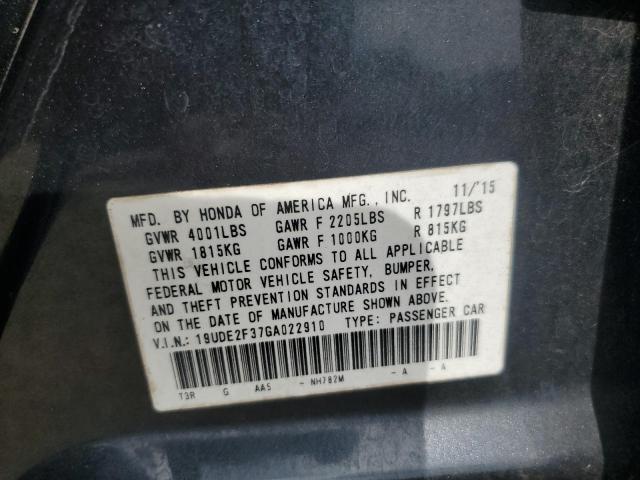 MFD. BY HONDA OF AMERICA MFG., INC. 11/'15
GVWR 4001LBS GAWR F 2205LBS R 1797LBS
GVWR 1815KG GAWR F 1000KG R 815KG
THIS VEHICLE CONFORMS TO ALL APPLICABLE
FEDERAL MOTOR VEHICLE SAFETY, BUMPER,
AND THEFT PREVENTION STANDARDS IN EFFECT
ON THE DATE OF MANUFACTURE SHOWN ABOVE.
V.I.N.: 19UDE2F37GA022910 TYPE: PASSENGER CAR
T3R G AA5 - NH782M - A - A